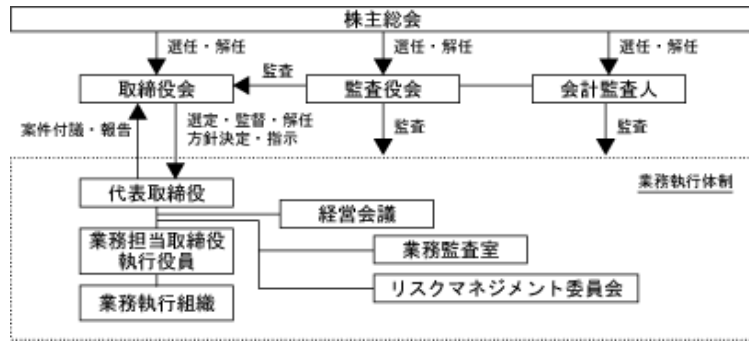 株主総会
選任・解任
選任・解任
選任・解任
取締役会
監査
監査役会
会計監査人
案件付議・報告
選定・監督・解任
方針決定・指示
監査
監査
業務執行体制
代表取締役
経営会議
業務担当取締役
執行役員
業務監査室
業務執行組織
リスクマネジメント委員会